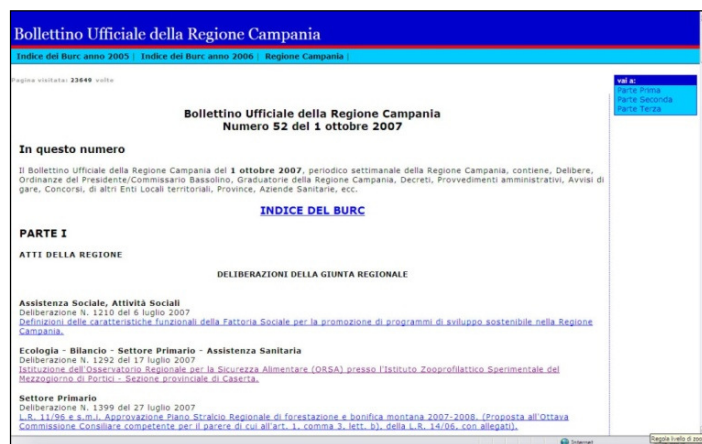 Bollettino Ufficiale della Regione Campania
Indice del Burc anno 2005 | Indice del Burc anno 2006 | Regione Campania |
Pagina visitata: 23649 volte
vai a:
Parte Prima
Parte Seconda
Parte Terza
Bollettino Ufficiale della Regione Campania
Numero 52 del 1 ottobre 2007
In questo numero
Il Bollettino Ufficiale della Regione Campania del 1 ottobre 2007, periodico settimanale della Regione Campania, contiene, Delibere,
Ordinanze del Presidente/Commissario Bassolino, Graduatorie della Regione Campania, Decreti, Provvedimenti amministrativi, Avvisi di
gare, Concorsi, di altri Enti Locali territoriali, Province, Aziende Sanitarie, ecc.
INDICE DEL BURC
PARTE I
ATTI DELLA REGIONE
DELIBERAZIONI DELLA GIUNTA REGIONALE
Assistenza Sociale, Attività Sociali
Deliberazione N. 1210 del 6 luglio 2007
Definizioni delle caratteristiche funzionali della Fattoria Sociale per la promozione di programmi di sviluppo sostenibile nella Regione
Campania.
Ecologia - Bilancio - Settore Primario - Assistenza Sanitaria
Deliberazione N. 1292 del 17 luglio 2007
Istituzione dell'Osservatorio Regionale per la Sicurezza Alimentare (ORSA) presso l'Istituto Zooprofilattico Sperimentale del
Mezzogiorno di Portici - Sezione provinciale di Caserta.
Settore Primario
Deliberazione N. 1399 del 27 luglio 2007
L.R. 11/96 e s.m.i. Approvazione Piano Stralcio Regionale di forestazione e bonifica montana 2007-2008. (Proposta all'Ottava
Commissione Consiliare competente per il parere di cui all'art. 1, comma 3, lett. b), della L.R. 14/06, con allegati).
Internet
Regola livello di zoo